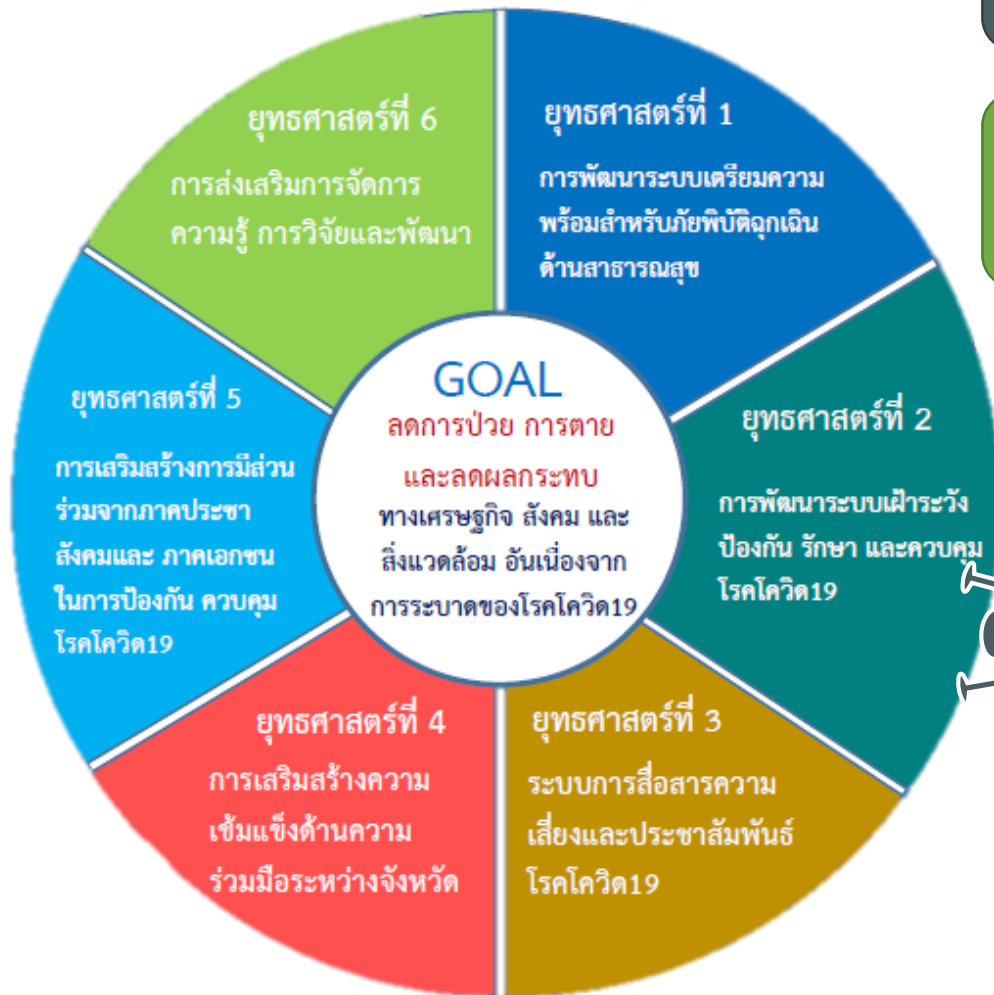 ยุทธศาสตร์ที่ 1
การพัฒนาระบบเตรียมความ
พร้อมสำหรับภัยพิบัติฉุกเฉิน
ด้านสาธารณสุข
ยุทธศาสตร์ที่ 2
การพัฒนาระบบเฝ้าระวัง
ป้องกัน รักษา และควบคุม
โรคโควิด19
ยุทธศาสตร์ที่ 3
ระบบการสื่อสารความ
เสี่ยงและประชาสัมพันธ์
โรคโควิด19
ยุทธศาสตร์ที่ 4
การเสริมสร้างความ
เข้มแข็งด้านความ
ร่วมมือระหว่างจังหวัด
ยุทธศาสตร์ที่ 5
การเสริมสร้างการมีส่วน
ร่วมจากภาคประชา
สังคมและ ภาคเอกชน
ในการป้องกัน ควบคุม
โรคโควิด19
ยุทธศาสตร์ที่ 6
การส่งเสริมการจัดการ
ความรู้ การวิจัยและพัฒนา
GOAL
ลดการป่วย การตาย
และลดผลกระทบ
ทางเศรษฐกิจ สังคม และ
สิ่งแวดล้อม อันเนื่องจาก
การระบาดของโรคโควิด19